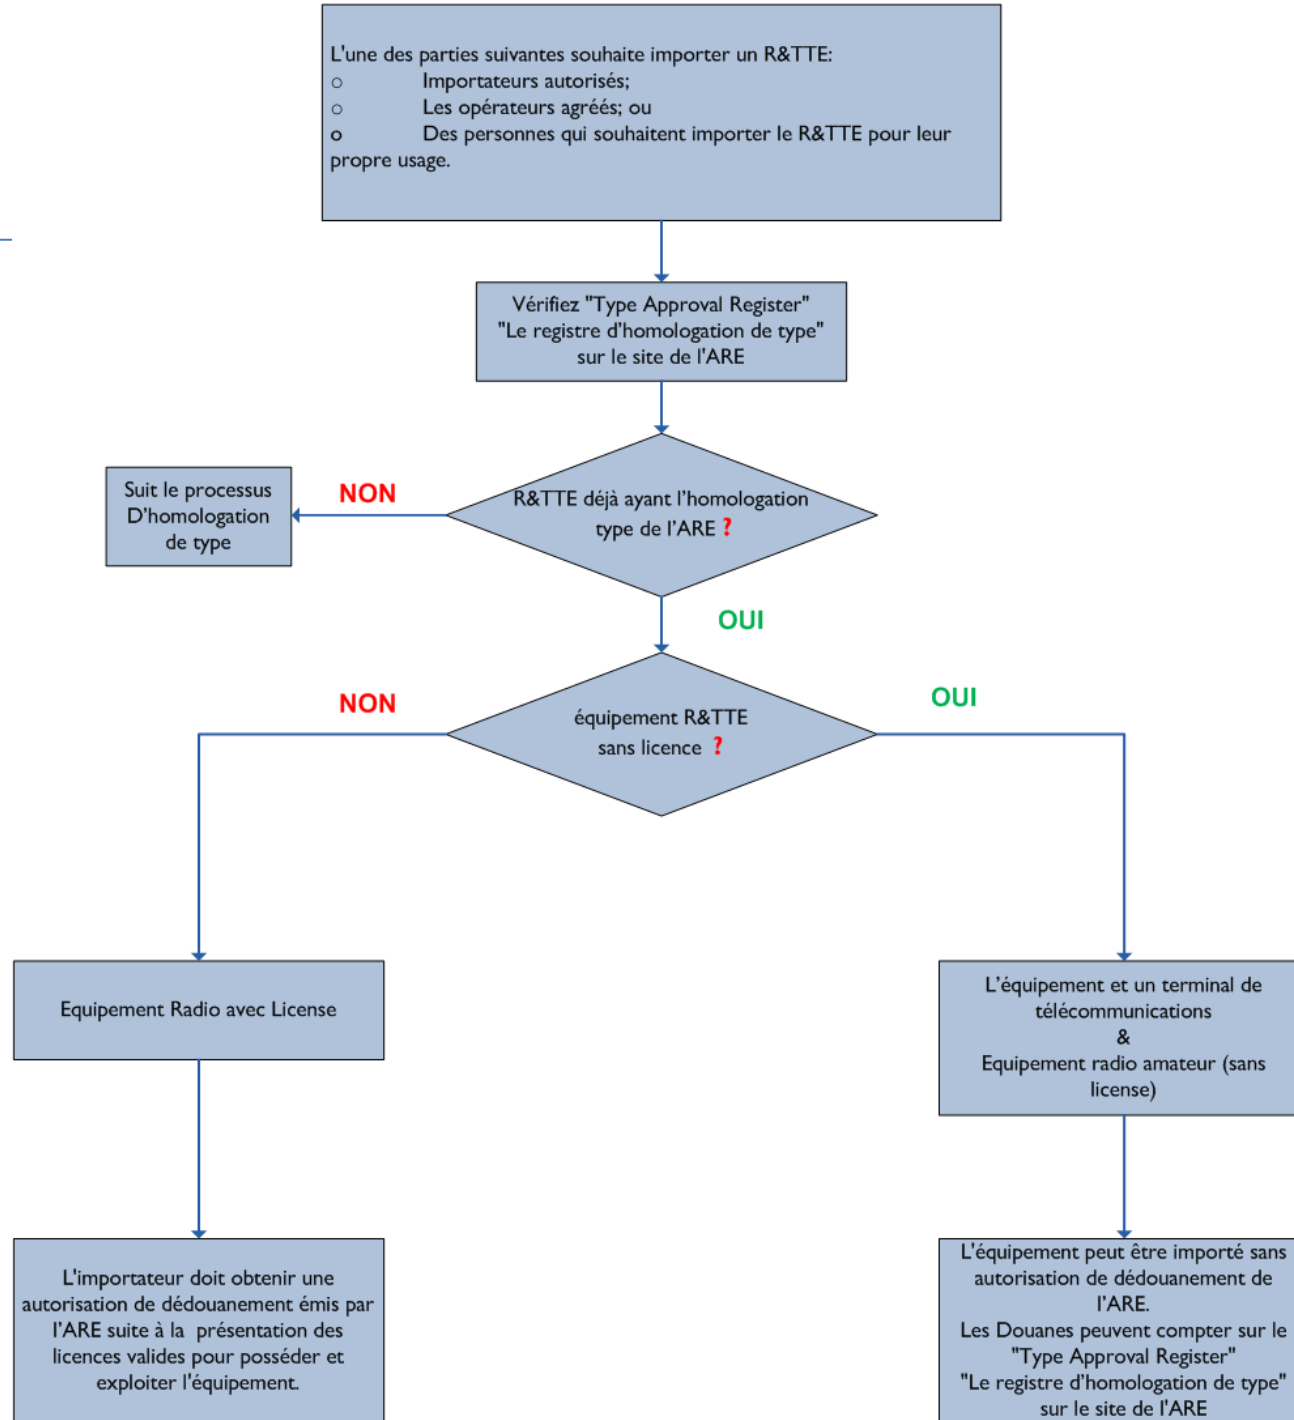 L'une des parties suivantes souhaite importer un R&TTE:
o Importateurs autorisés;
o Les opérateurs agréés; ou
o Des personnes qui souhaitent importer le R&TTE pour leur
propre usage.
Vérifiez "Type Approval Register"
"Le registre d’homologation de type"
sur le site de l'ARE
R&TTE déjà ayant l’homologation
type de l’ARE ?
NON
Suit le processus
D’homologation
de type
OUI
équipement R&TTE
sans licence ?
NON
OUI
Equipement Radio avec License
L’équipement et un terminal de
télécommunications
&
Equipement radio amateur (sans
license)
L'importateur doit obtenir une
autorisation de dédouanement émis par
l’ARE suite à la présentation des
licences valides pour posséder et
exploiter l'équipement.
L'équipement peut être importé sans
autorisation de dédouanement de
l’ARE.
Les Douanes peuvent compter sur le
"Type Approval Register"
"Le registre d’homologation de type"
sur le site de l'ARE